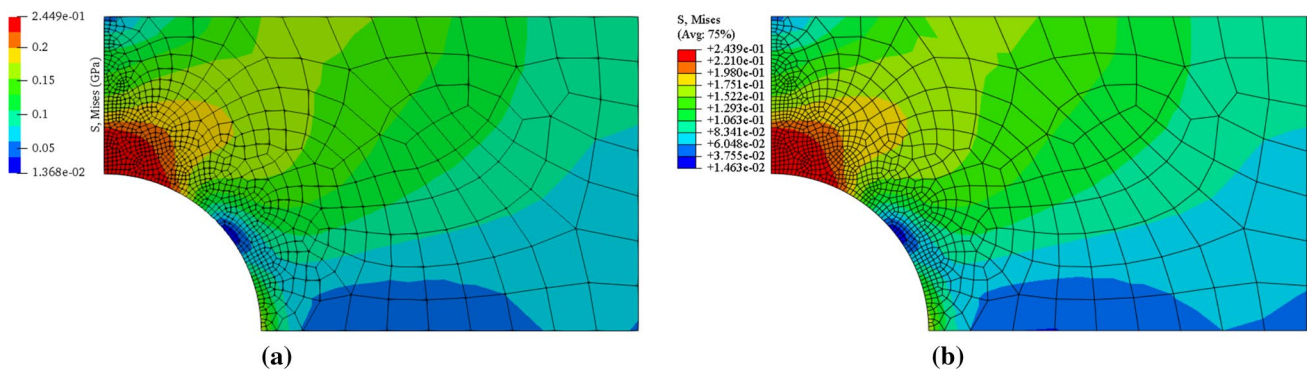 2.449e-01
0.2
0.15
0.1
0.05
1.368e-02
S, Mises (GPa)
(a)
S, Mises
(Avg: 75%)
+2.439e-01
+2.210e-01
+1.980e-01
+1.751e-01
+1.522e-01
+1.293e-01
+1.063e-01
+8.341e-02
+6.048e-02
+3.755e-02
+1.463e-02
(b)